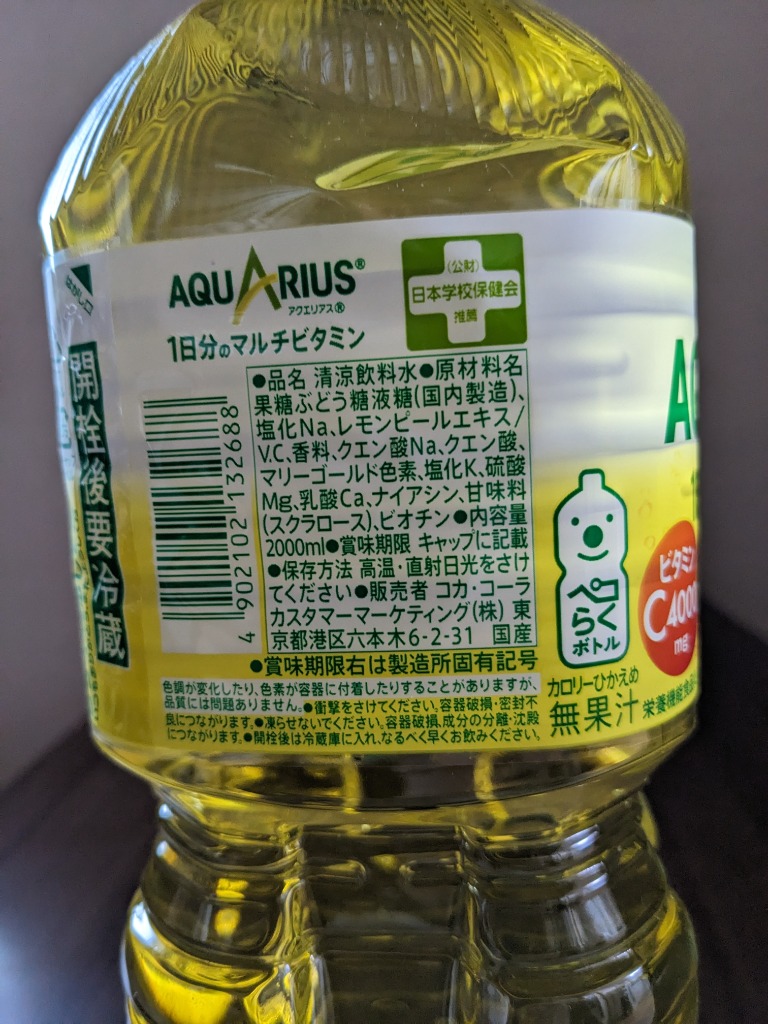 はがし口
開栓後要冷蔵
AQUARIUS®
アクエリアス®
1日分のマルチビタミン
(公財)
日本学校保健会
推薦
4 902102 132688
●品名 清涼飲料水●原材料名
果糖ぶどう糖液糖(国内製造)、
塩化Na、レモンピールエキス/
V.C、香料、クエン酸Na、クエン酸、
マリーゴールド色素、塩化K、硫酸
Mg、乳酸Ca、ナイアシン、甘味料
(スクラロース)、ビオチン●内容量
2000ml●賞味期限 キャップに記載
●保存方法 高温・直射日光をさけ
てください●販売者 コカ・コーラ
カスタマーマーケティング(株) 東
京都港区六本木6-2-31 国産
●賞味期限右は製造所固有記号
色調が変化したり、色素が容器に付着したりすることがありますが、
品質には問題ありません。●衝撃をさけてください。容器破損・密封不
良につながります。●凍らせないでください。容器破損、成分の分離・沈殿
につながります。●開栓後は冷蔵庫に入れ、なるべく早くお飲みください。
ペコ
らく
ボトル
カロリーひかえめ
無果汁
ビタミン
C4000
mg
栄養機能食品